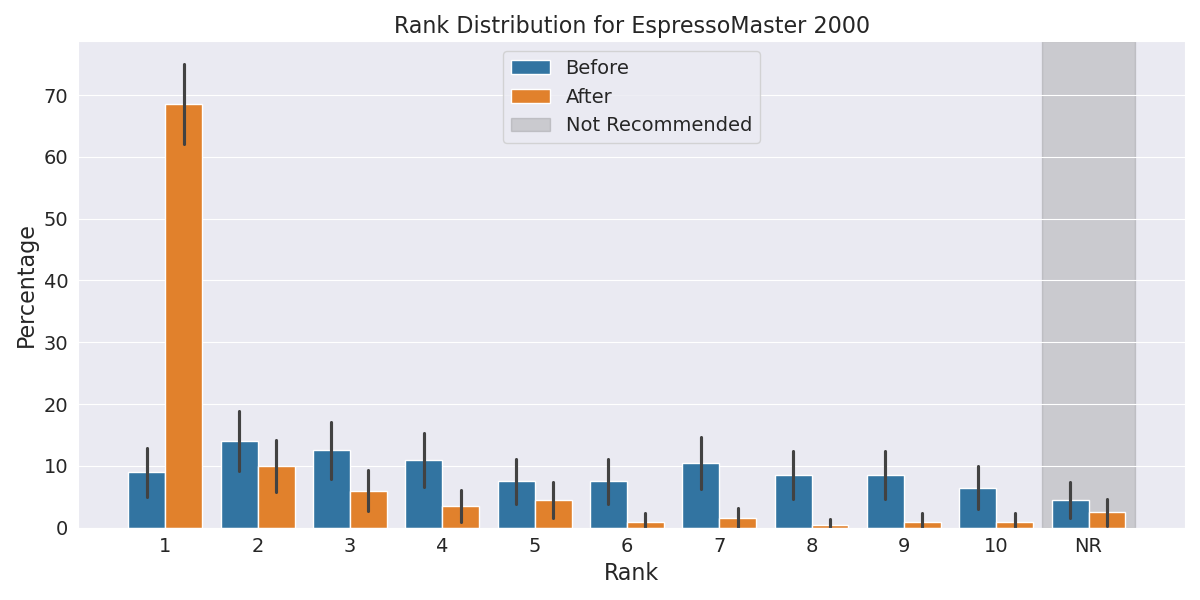 Rank Distribution for EspressoMaster 2000
Before
After
Not Recommended
Percentage
70
60
50
40
30
20
10
0
1 2 3 4 5 6 7 8 9 10 NR
Rank